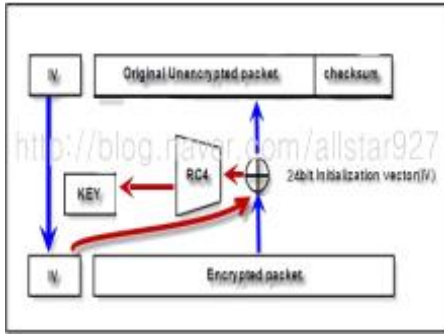 IV. Original Unencrypted packet. checksum.
http://blog.naver.com/allstar927
RC4 24bit Initialization vector(IV.)
KEY.
IV. Encrypted packet.